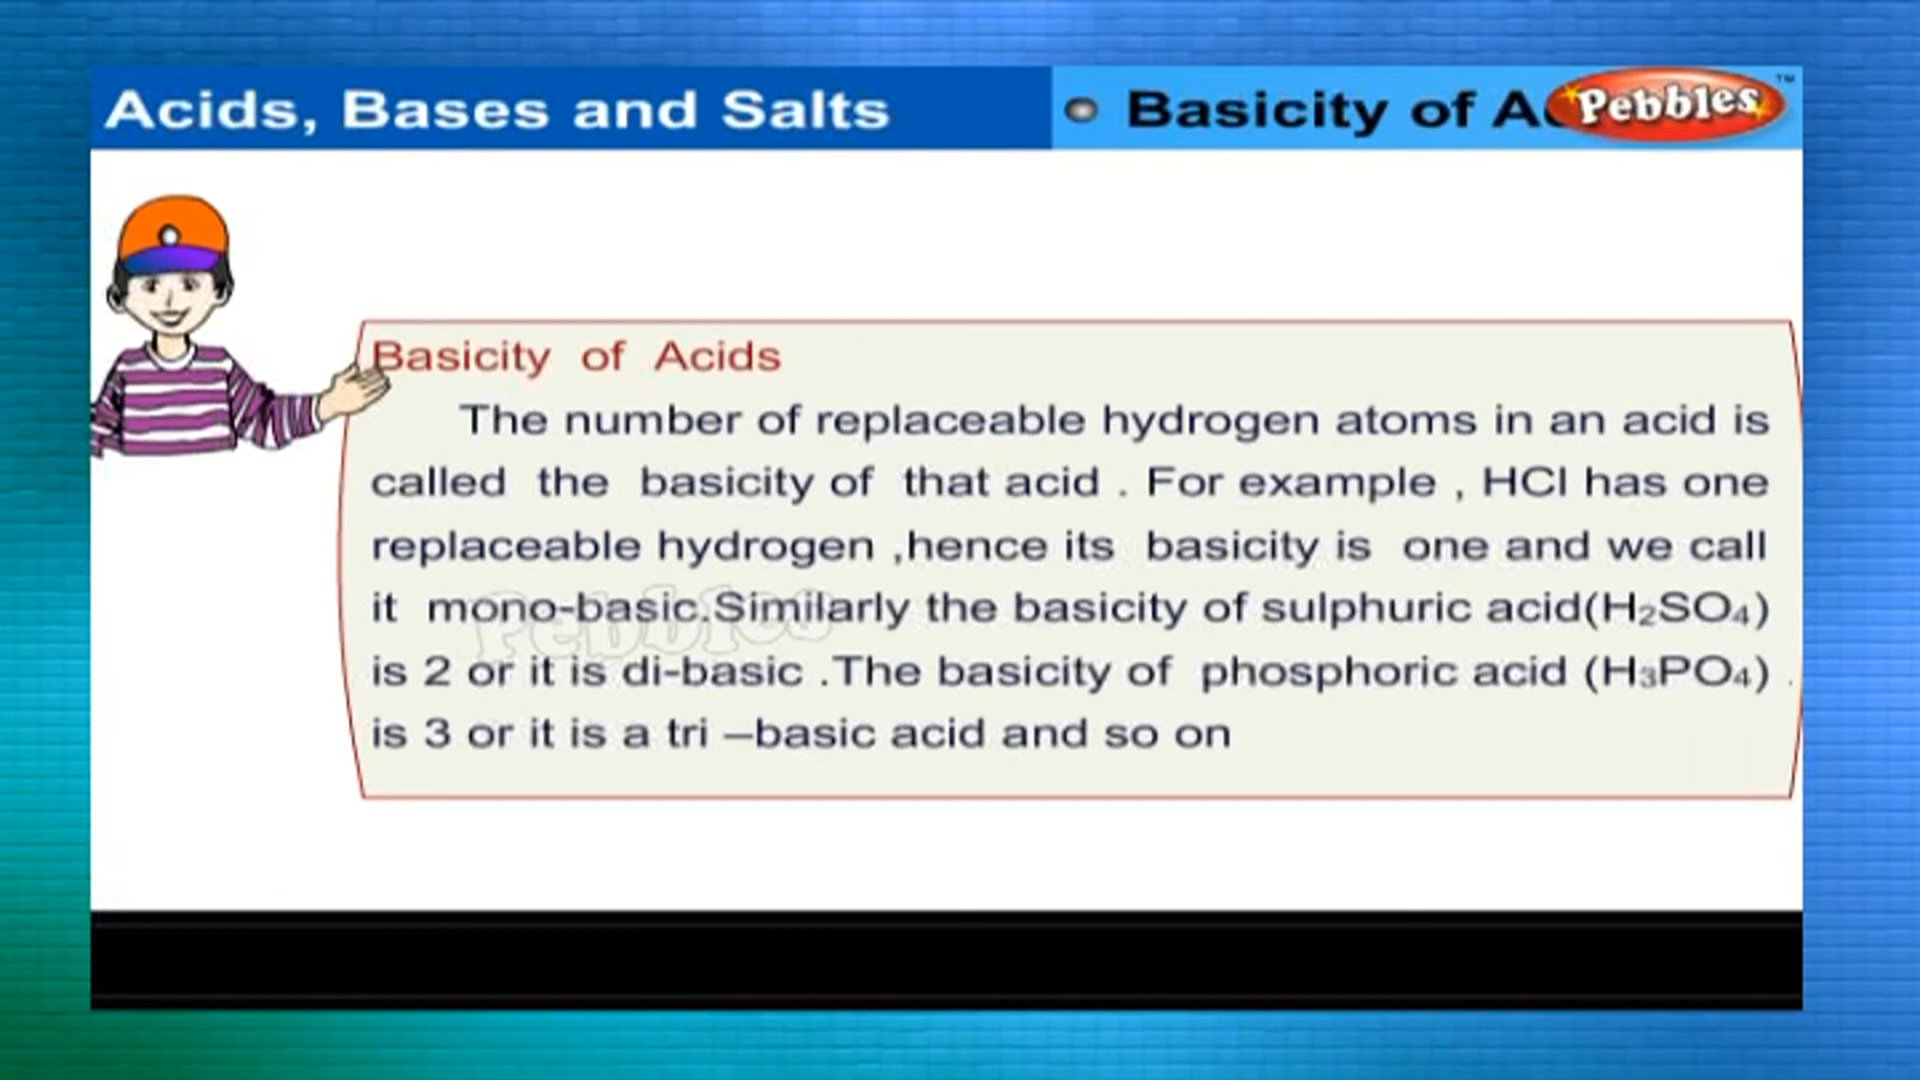 Acids, Bases and Salts
Basicity of
Pebbles™
Basicity of Acids
The number of replaceable hydrogen atoms in an acid is
called the basicity of that acid . For example , HCl has one
replaceable hydrogen ,hence its basicity is one and we call
it mono-basic.Similarly the basicity of sulphuric acid(H₂SO₄)
is 2 or it is di-basic .The basicity of phosphoric acid (H₃PO₄) .
is 3 or it is a tri –basic acid and so on
Pebbles